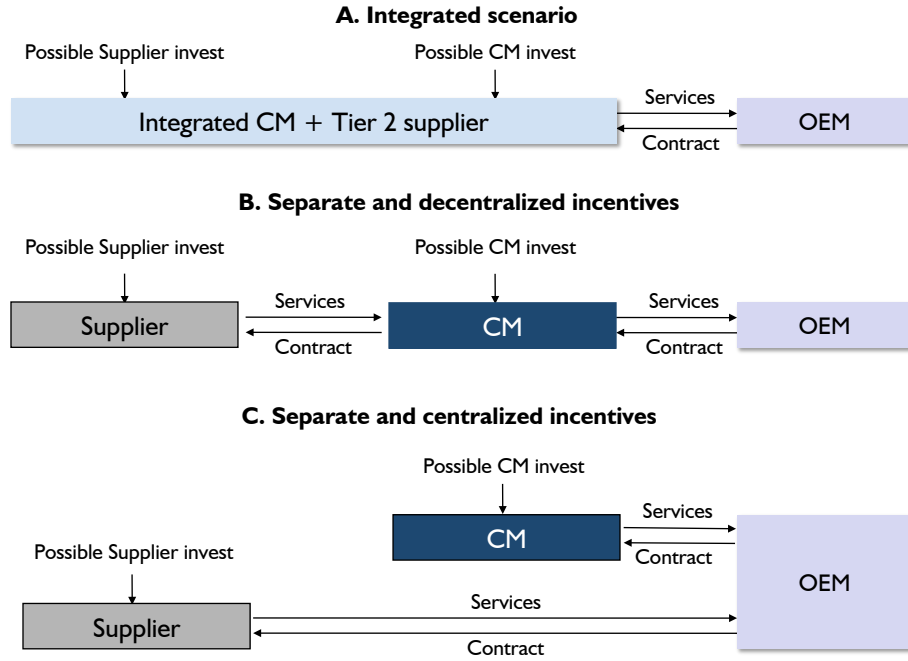 A. Integrated scenario
Possible Supplier invest
Possible CM invest
Integrated CM + Tier 2 supplier
Services
Contract
OEM
B. Separate and decentralized incentives
Possible Supplier invest
Possible CM invest
Supplier
Services
Contract
CM
Services
Contract
OEM
C. Separate and centralized incentives
Possible CM invest
CM
Services
Contract
OEM
Possible Supplier invest
Supplier
Services
Contract